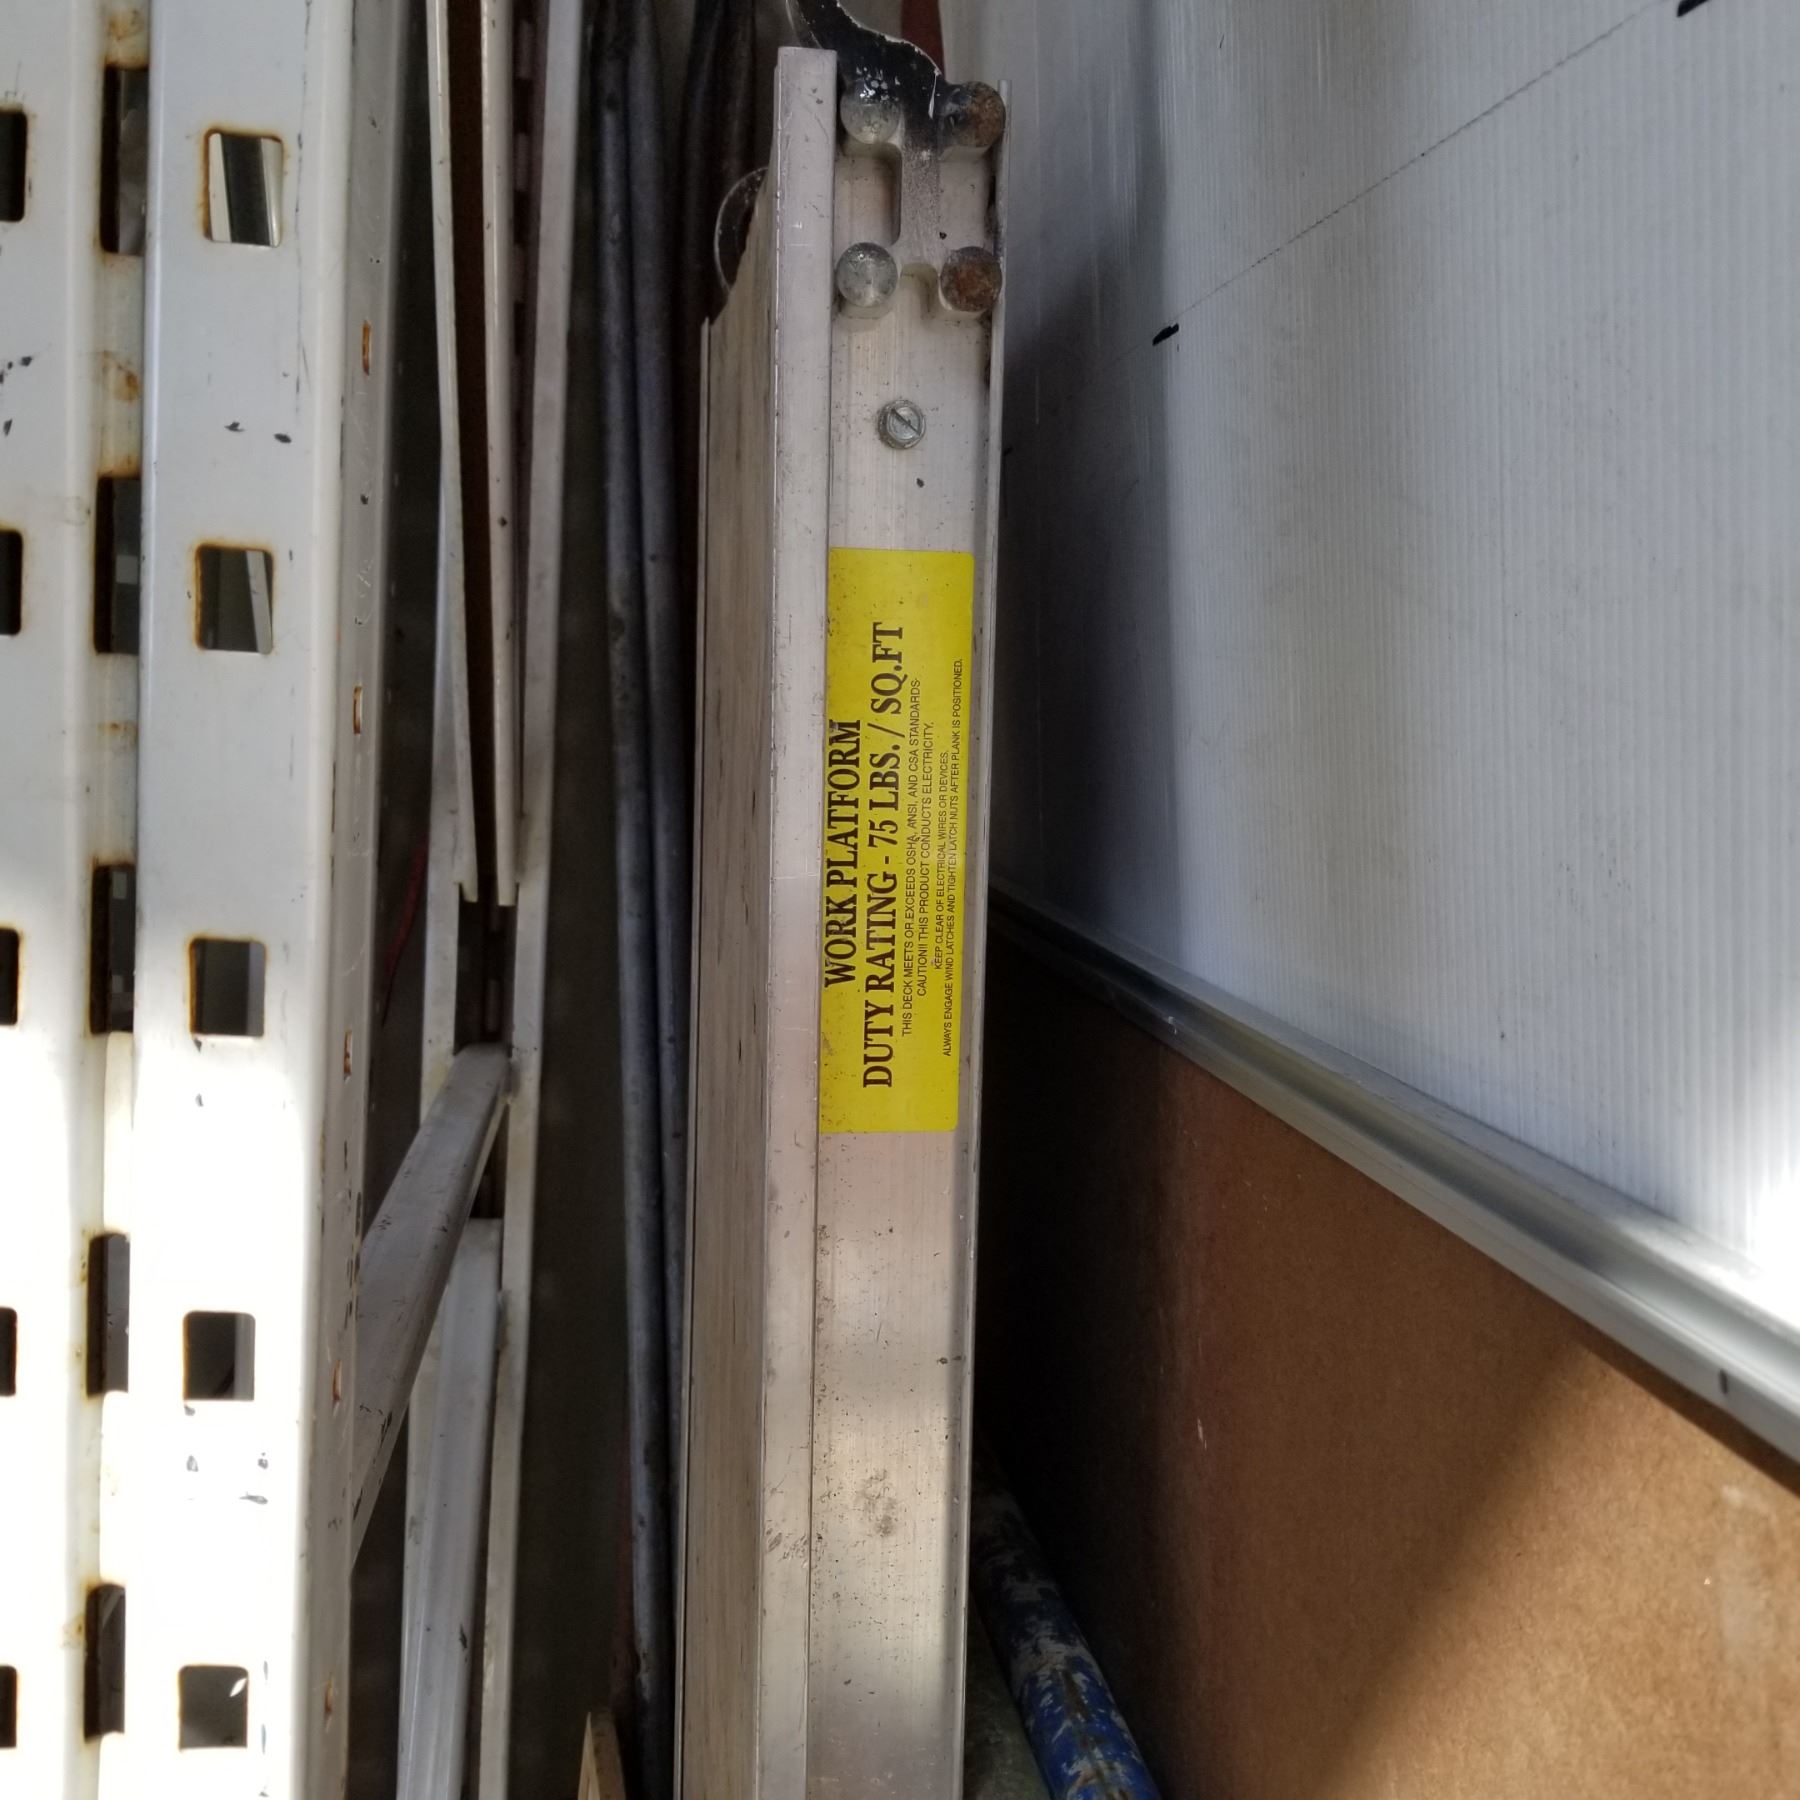 WORK PLATFORM
DUTY RATING - 75 LBS. / SQ.FT
THIS DECK MEETS OR EXCEEDS OSHA, ANSI, AND CSA STANDARDS.
CAUTION!! THIS PRODUCT CONDUCTS ELECTRICITY.
KEEP CLEAR OF ELECTRICAL WIRES OR DEVICES.
ALWAYS ENGAGE WIND LATCHES AND TIGHTEN LATCH NUTS AFTER PLANK IS POSITIONED.